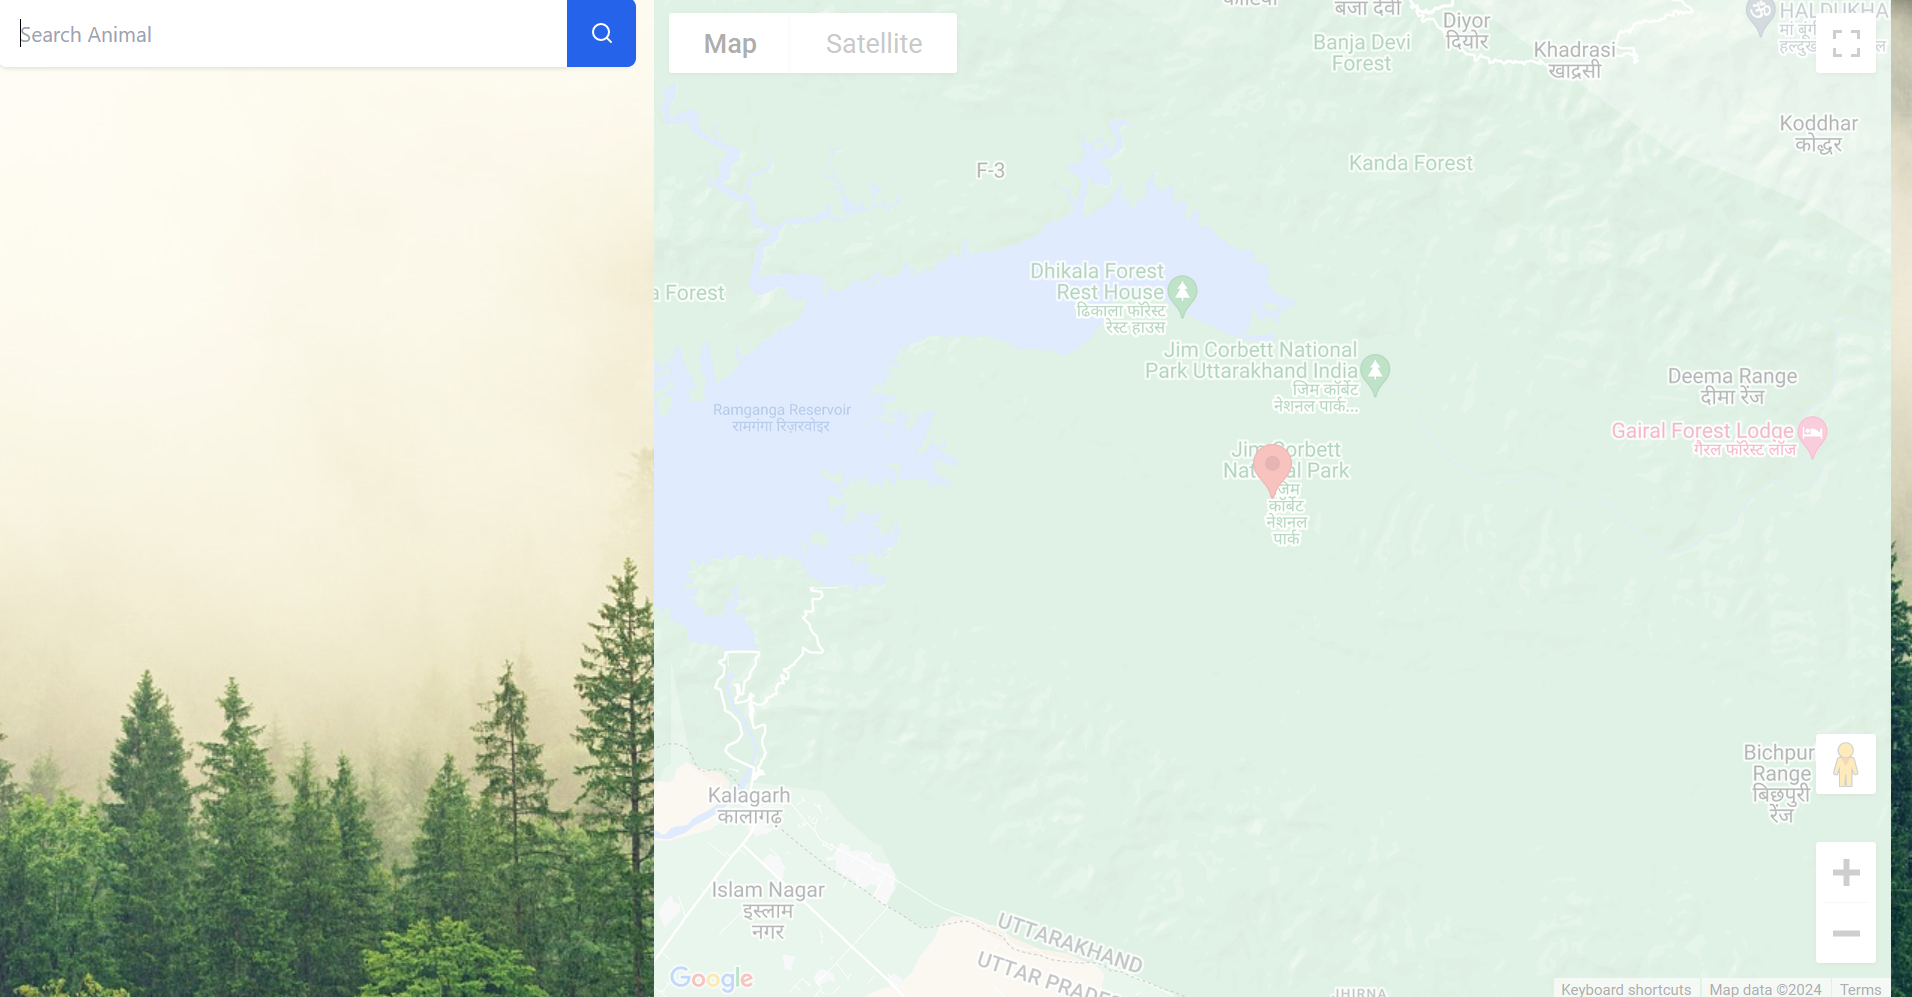 Search Animal
Map
Satellite
बजा देवी
Banja Devi
Forest
Diyor
दियोर
Khadrasi
खाद्रसी
Koddhar
कोद्धर
F-3
Kanda Forest
Dhikala Forest
Rest House
ढिकाला फॉरेस्ट
रेस्ट हाउस
a Forest
Jim Corbett National
Park Uttarakhand India
जिम कॉर्बेट
नेशनल पार्क...
Deema Range
दीमा रेंज
Ramganga Reservoir
रामगंगा रिज़रवोइर
Gairal Forest Lodge
गैरल फॉरेस्ट लॉज
Jim Corbett
National Park
जिम
कॉर्बेट
नेशनल
पार्क
Bichpuri
Range
बिछपुरी
रेंज
Kalagarh
कालागढ़
Islam Nagar
इस्लाम
नगर
UTTARAKHAND
UTTAR PRADE
JHIRNA
Google
Keyboard shortcuts
Map data ©2024
Terms